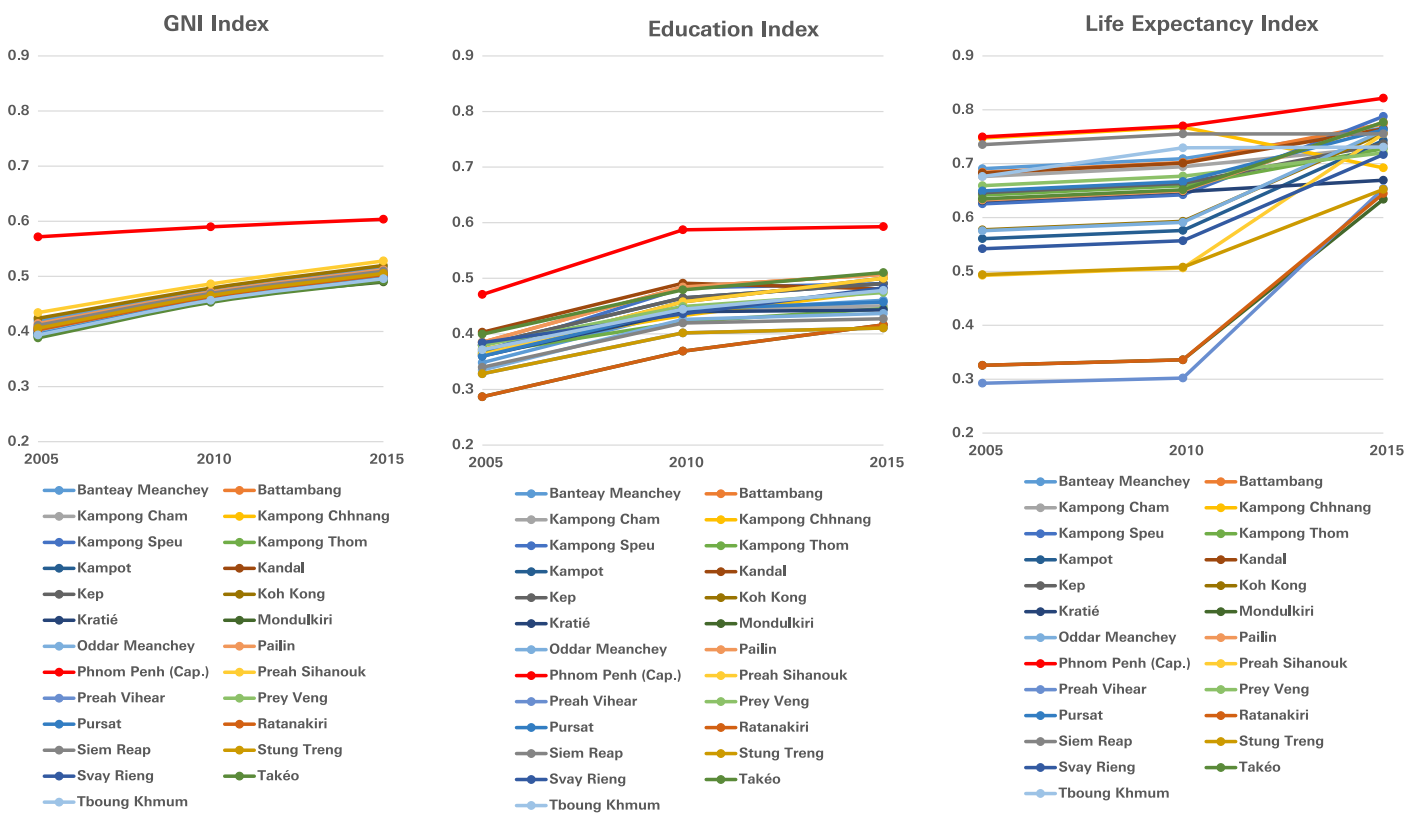 GNI Index
0.9
0.8
0.7
0.6
0.5
0.4
0.3
0.2
2005 2010 2015
Banteay Meanchey Battambang
Kampong Cham Kampong Chhnang
Kampong Speu Kampong Thom
Kampot Kandal
Kep Koh Kong
Kratié Mondulkiri
Oddar Meanchey Pailin
Phnom Penh (Cap.) Preah Sihanouk
Preah Vihear Prey Veng
Pursat Ratanakiri
Siem Reap Stung Treng
Svay Rieng Takéo
Tboung Khmum
Education Index
0.9
0.8
0.7
0.6
0.5
0.4
0.3
0.2
2005 2010 2015
Banteay Meanchey Battambang
Kampong Cham Kampong Chhnang
Kampong Speu Kampong Thom
Kampot Kandal
Kep Koh Kong
Kratié Mondulkiri
Oddar Meanchey Pailin
Phnom Penh (Cap.) Preah Sihanouk
Preah Vihear Prey Veng
Pursat Ratanakiri
Siem Reap Stung Treng
Svay Rieng Takéo
Tboung Khmum
Life Expectancy Index
0.9
0.8
0.7
0.6
0.5
0.4
0.3
0.2
2005 2010 2015
Banteay Meanchey Battambang
Kampong Cham Kampong Chhnang
Kampong Speu Kampong Thom
Kampot Kandal
Kep Koh Kong
Kratié Mondulkiri
Oddar Meanchey Pailin
Phnom Penh (Cap.) Preah Sihanouk
Preah Vihear Prey Veng
Pursat Ratanakiri
Siem Reap Stung Treng
Svay Rieng Takéo
Tboung Khmum